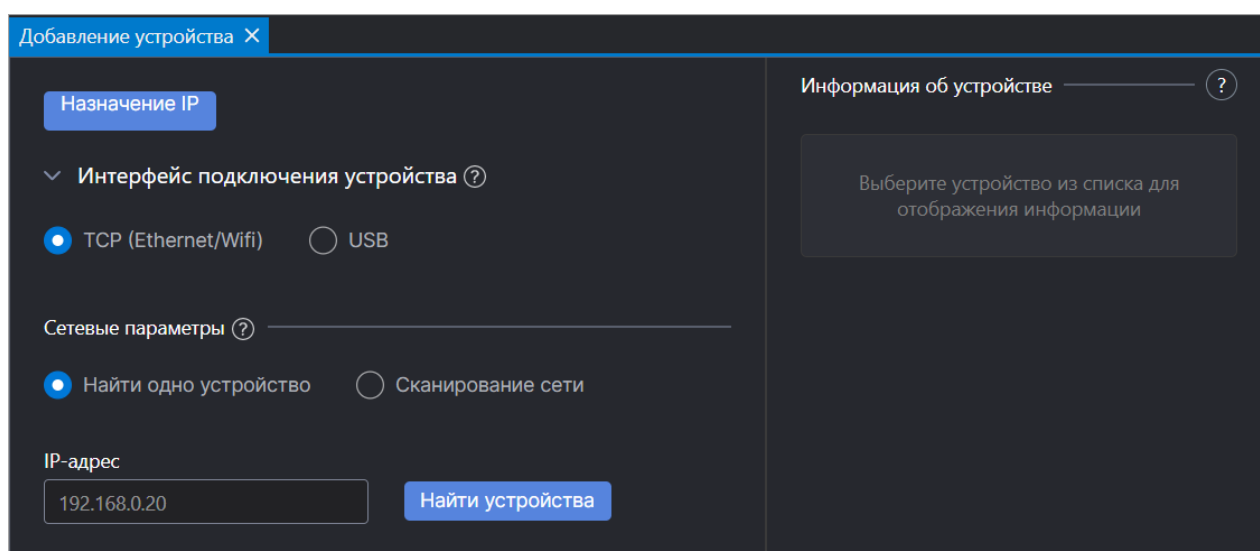 Добавление устройства
Назначение IP
Интерфейс подключения устройства ?
TCP (Ethernet/Wifi) USB
Сетевые параметры ?
Найти одно устройство Сканирование сети
IP-адрес
192.168.0.20 Найти устройства
Информация об устройстве ?
Выберите устройство из списка для
отображения информации